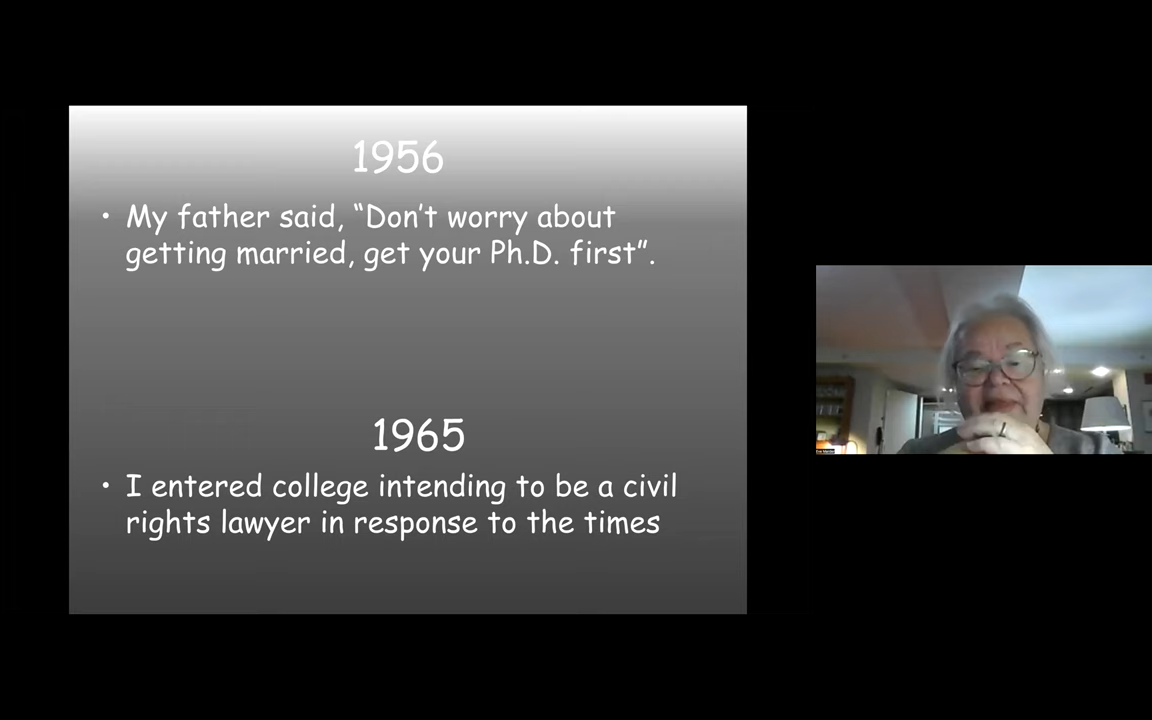 1956
• My father said, “Don’t worry about
getting married, get your Ph.D. first”.
1965
• I entered college intending to be a civil
rights lawyer in response to the times